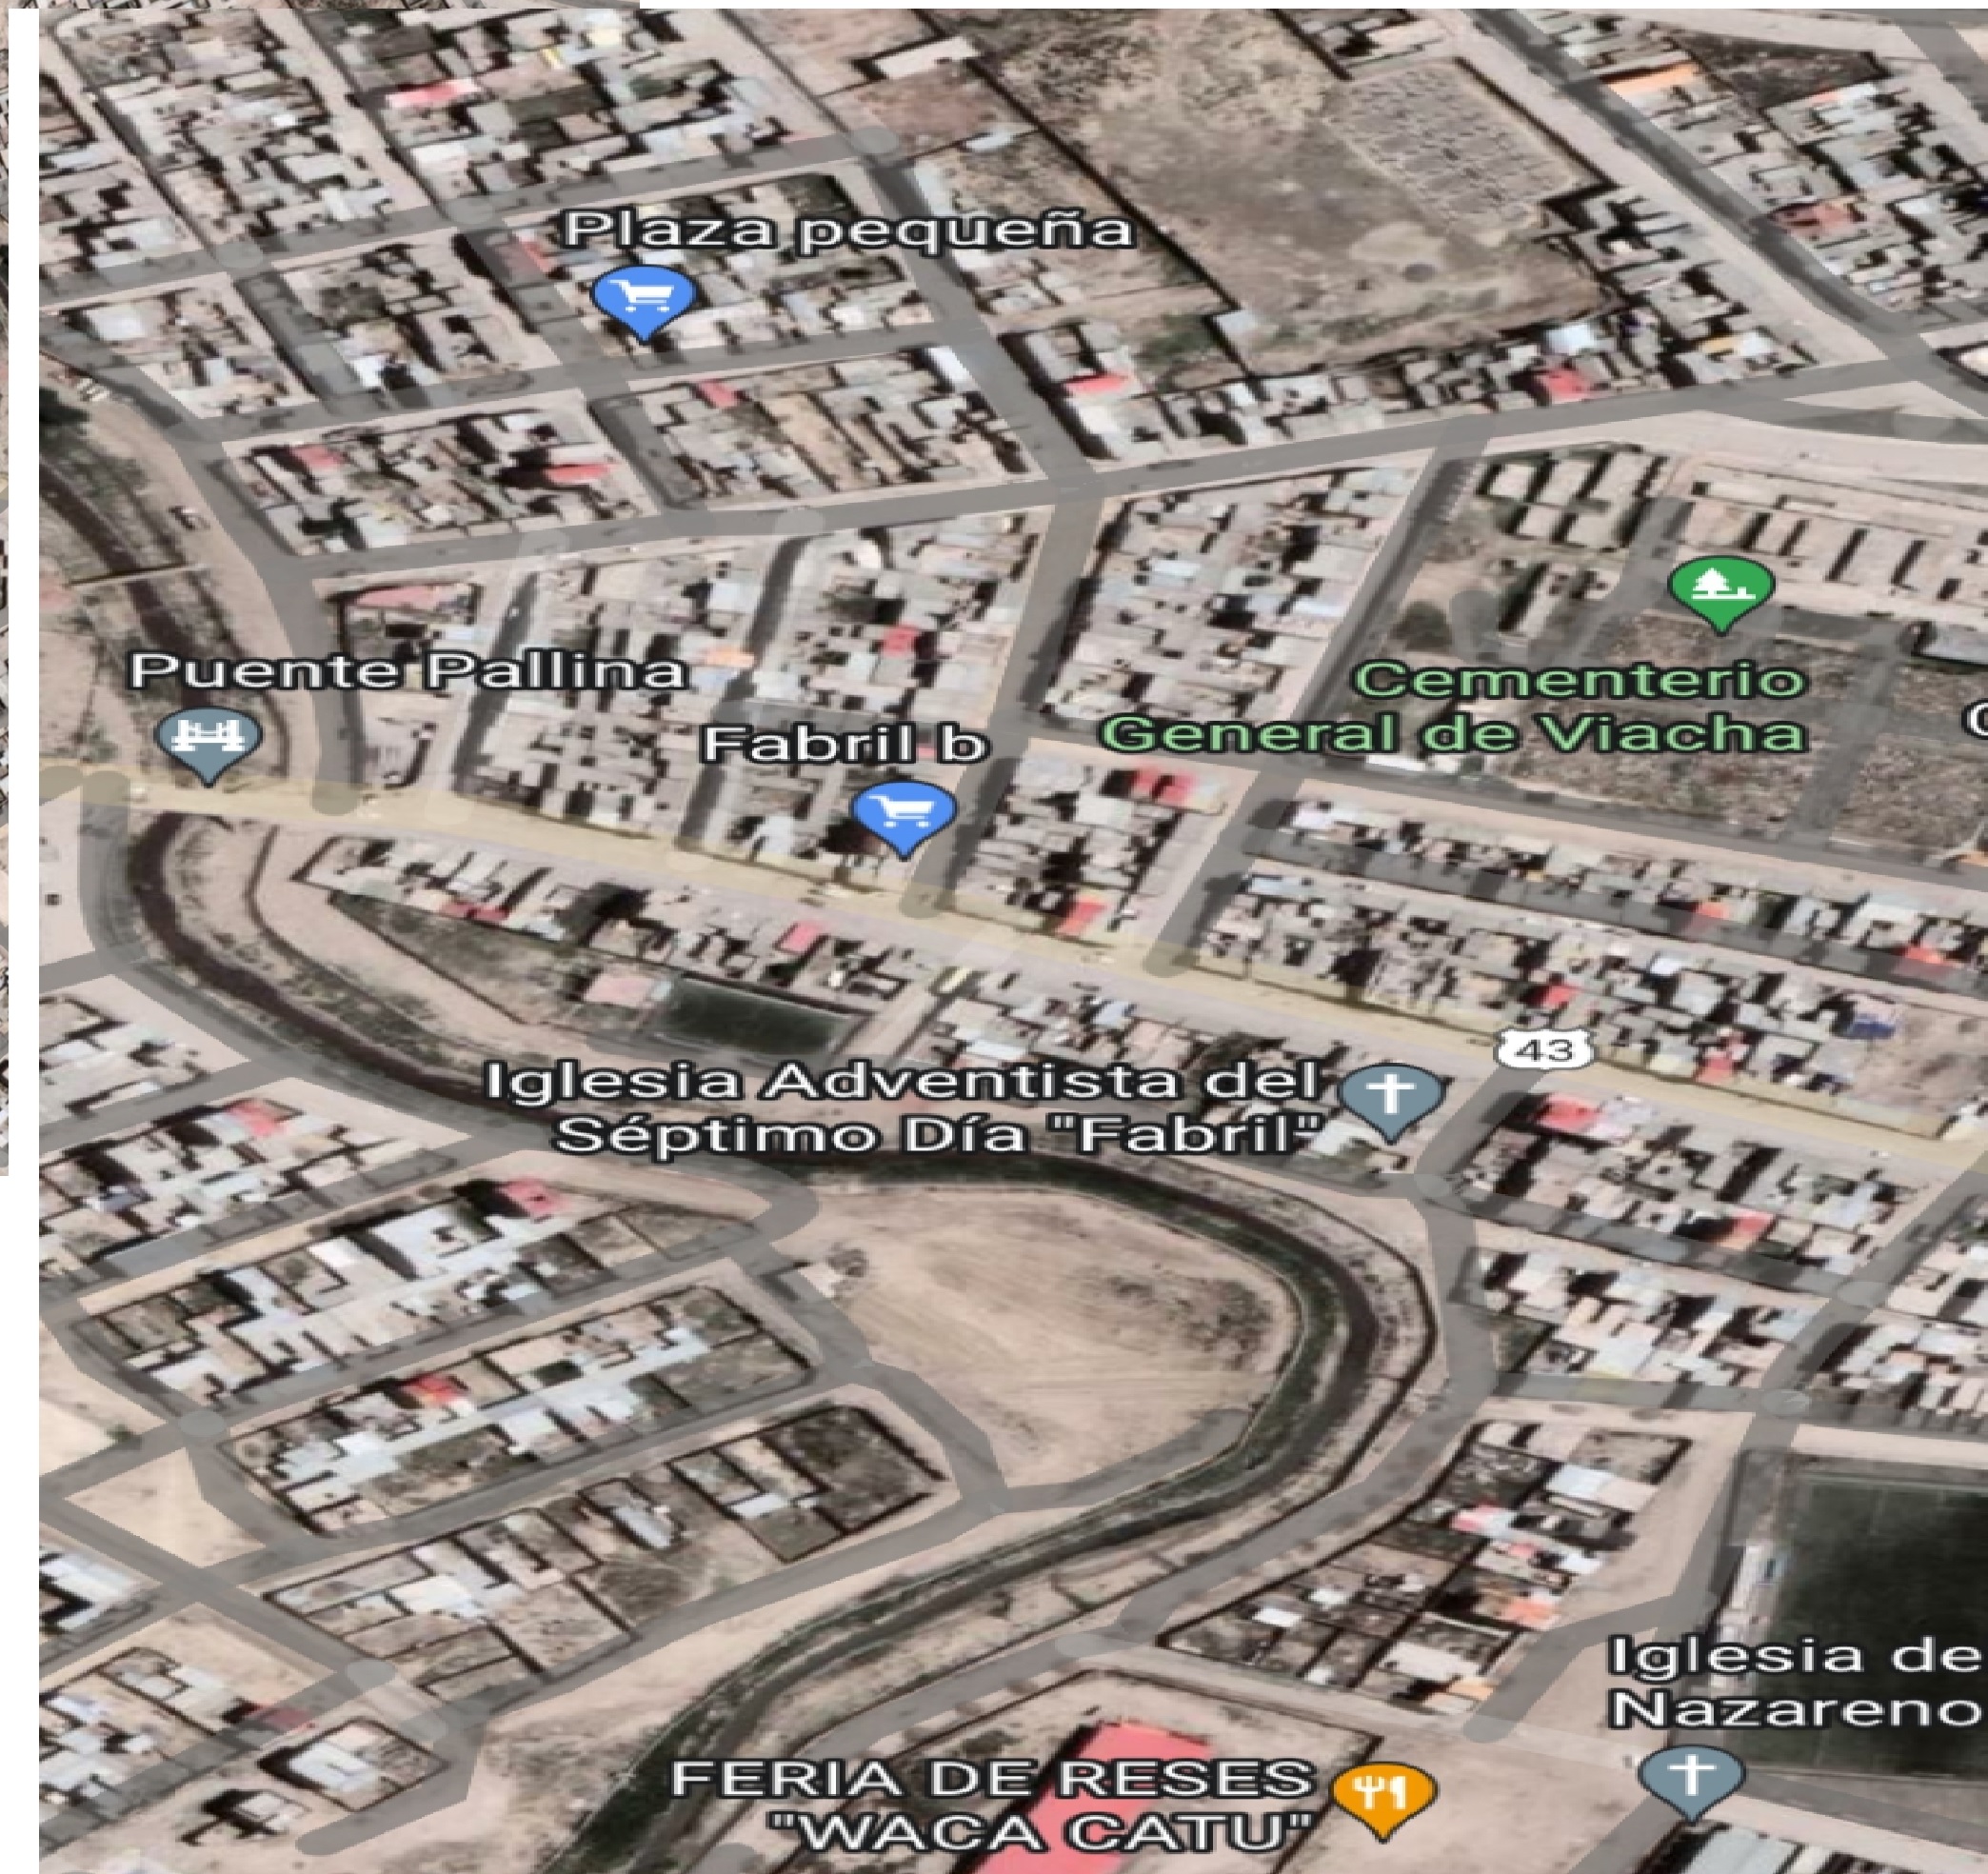 Plaza pequeña
Puente Pallina
Fabril b
Cementerio
General de Viacha
43
Iglesia Adventista del
Séptimo Día "Fabril"
Iglesia de
Nazareno
FERIA DE RESES
"WACA CATU"